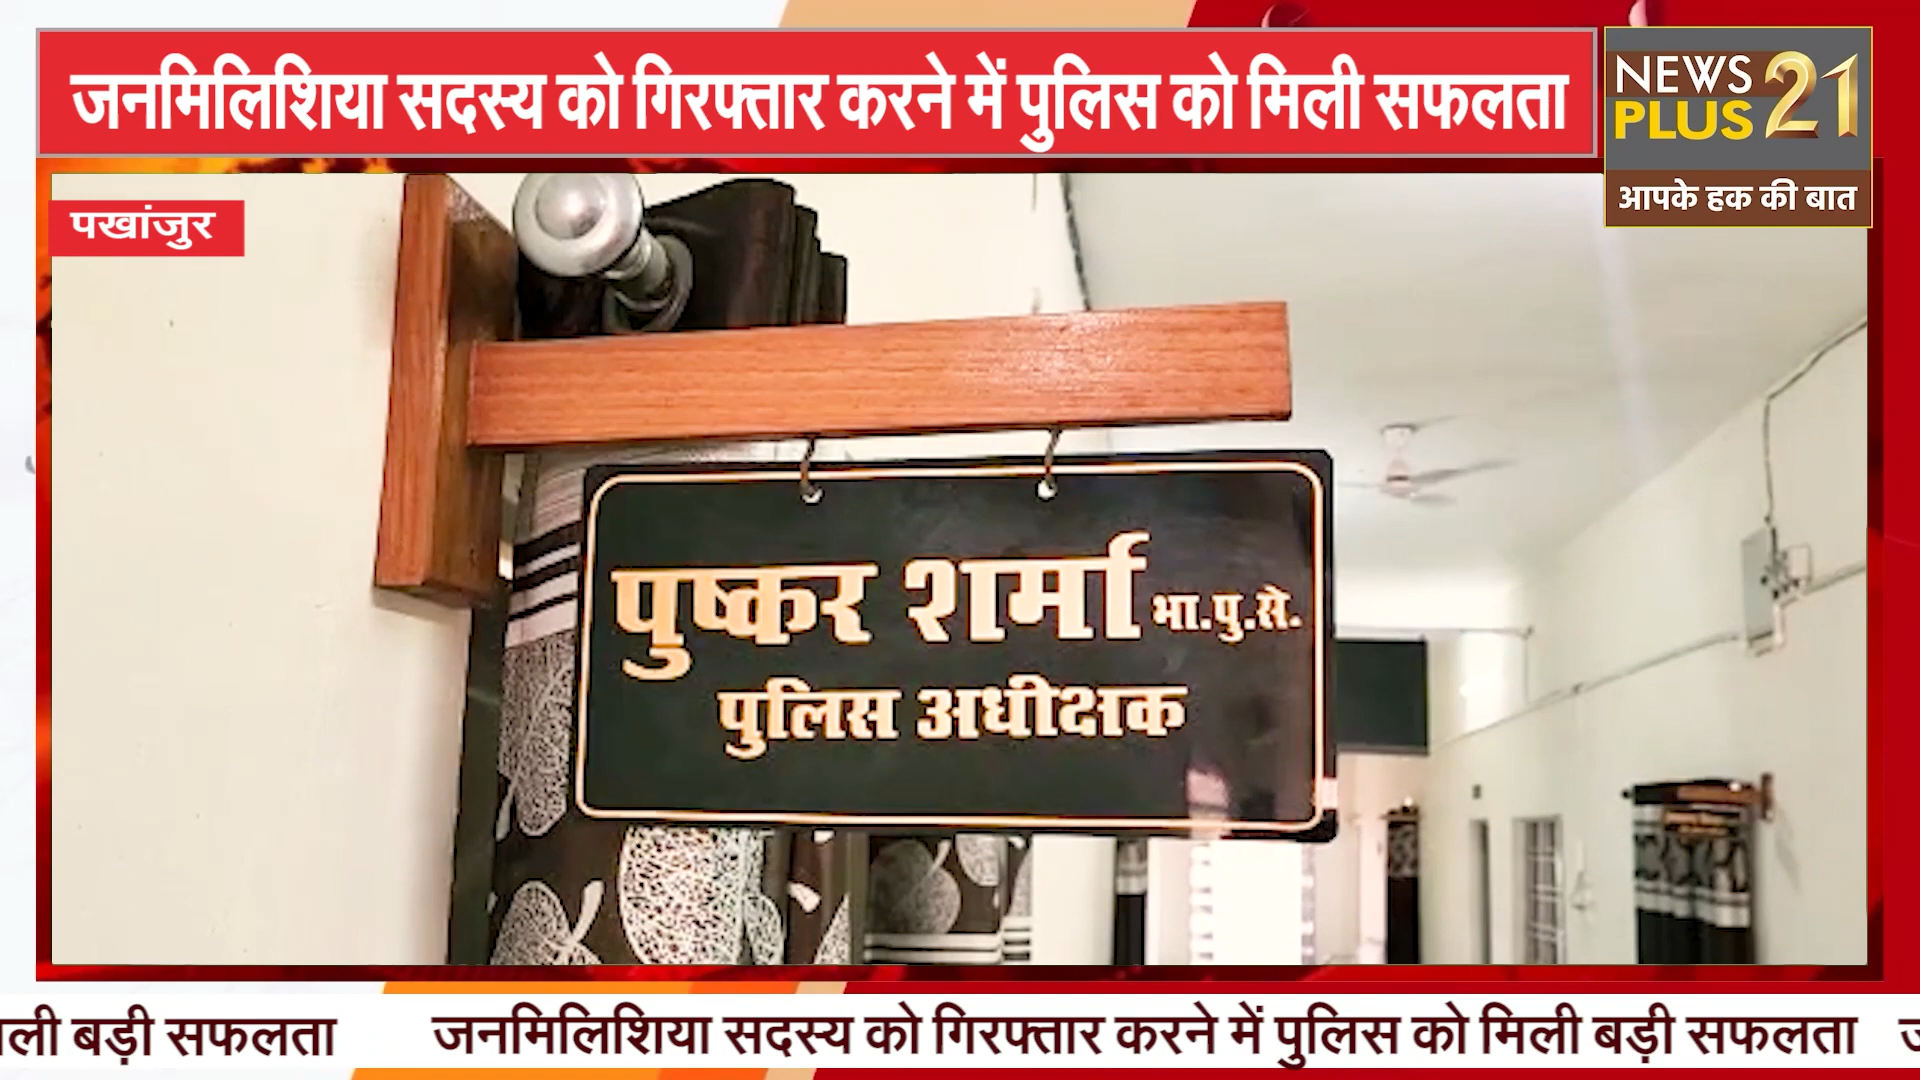 जनमिलिशिया सदस्य को गिरफ्तार करने में पुलिस को मिली सफलता
NEWS
PLUS 21
आपके हक की बात
पखांजुर
पुष्कर शर्मा भा.पु.से.
पुलिस अधीक्षक
बड़ी सफलता जनमिलिशिया सदस्य को गिरफ्तार करने में पुलिस को मिली बड़ी सफलता